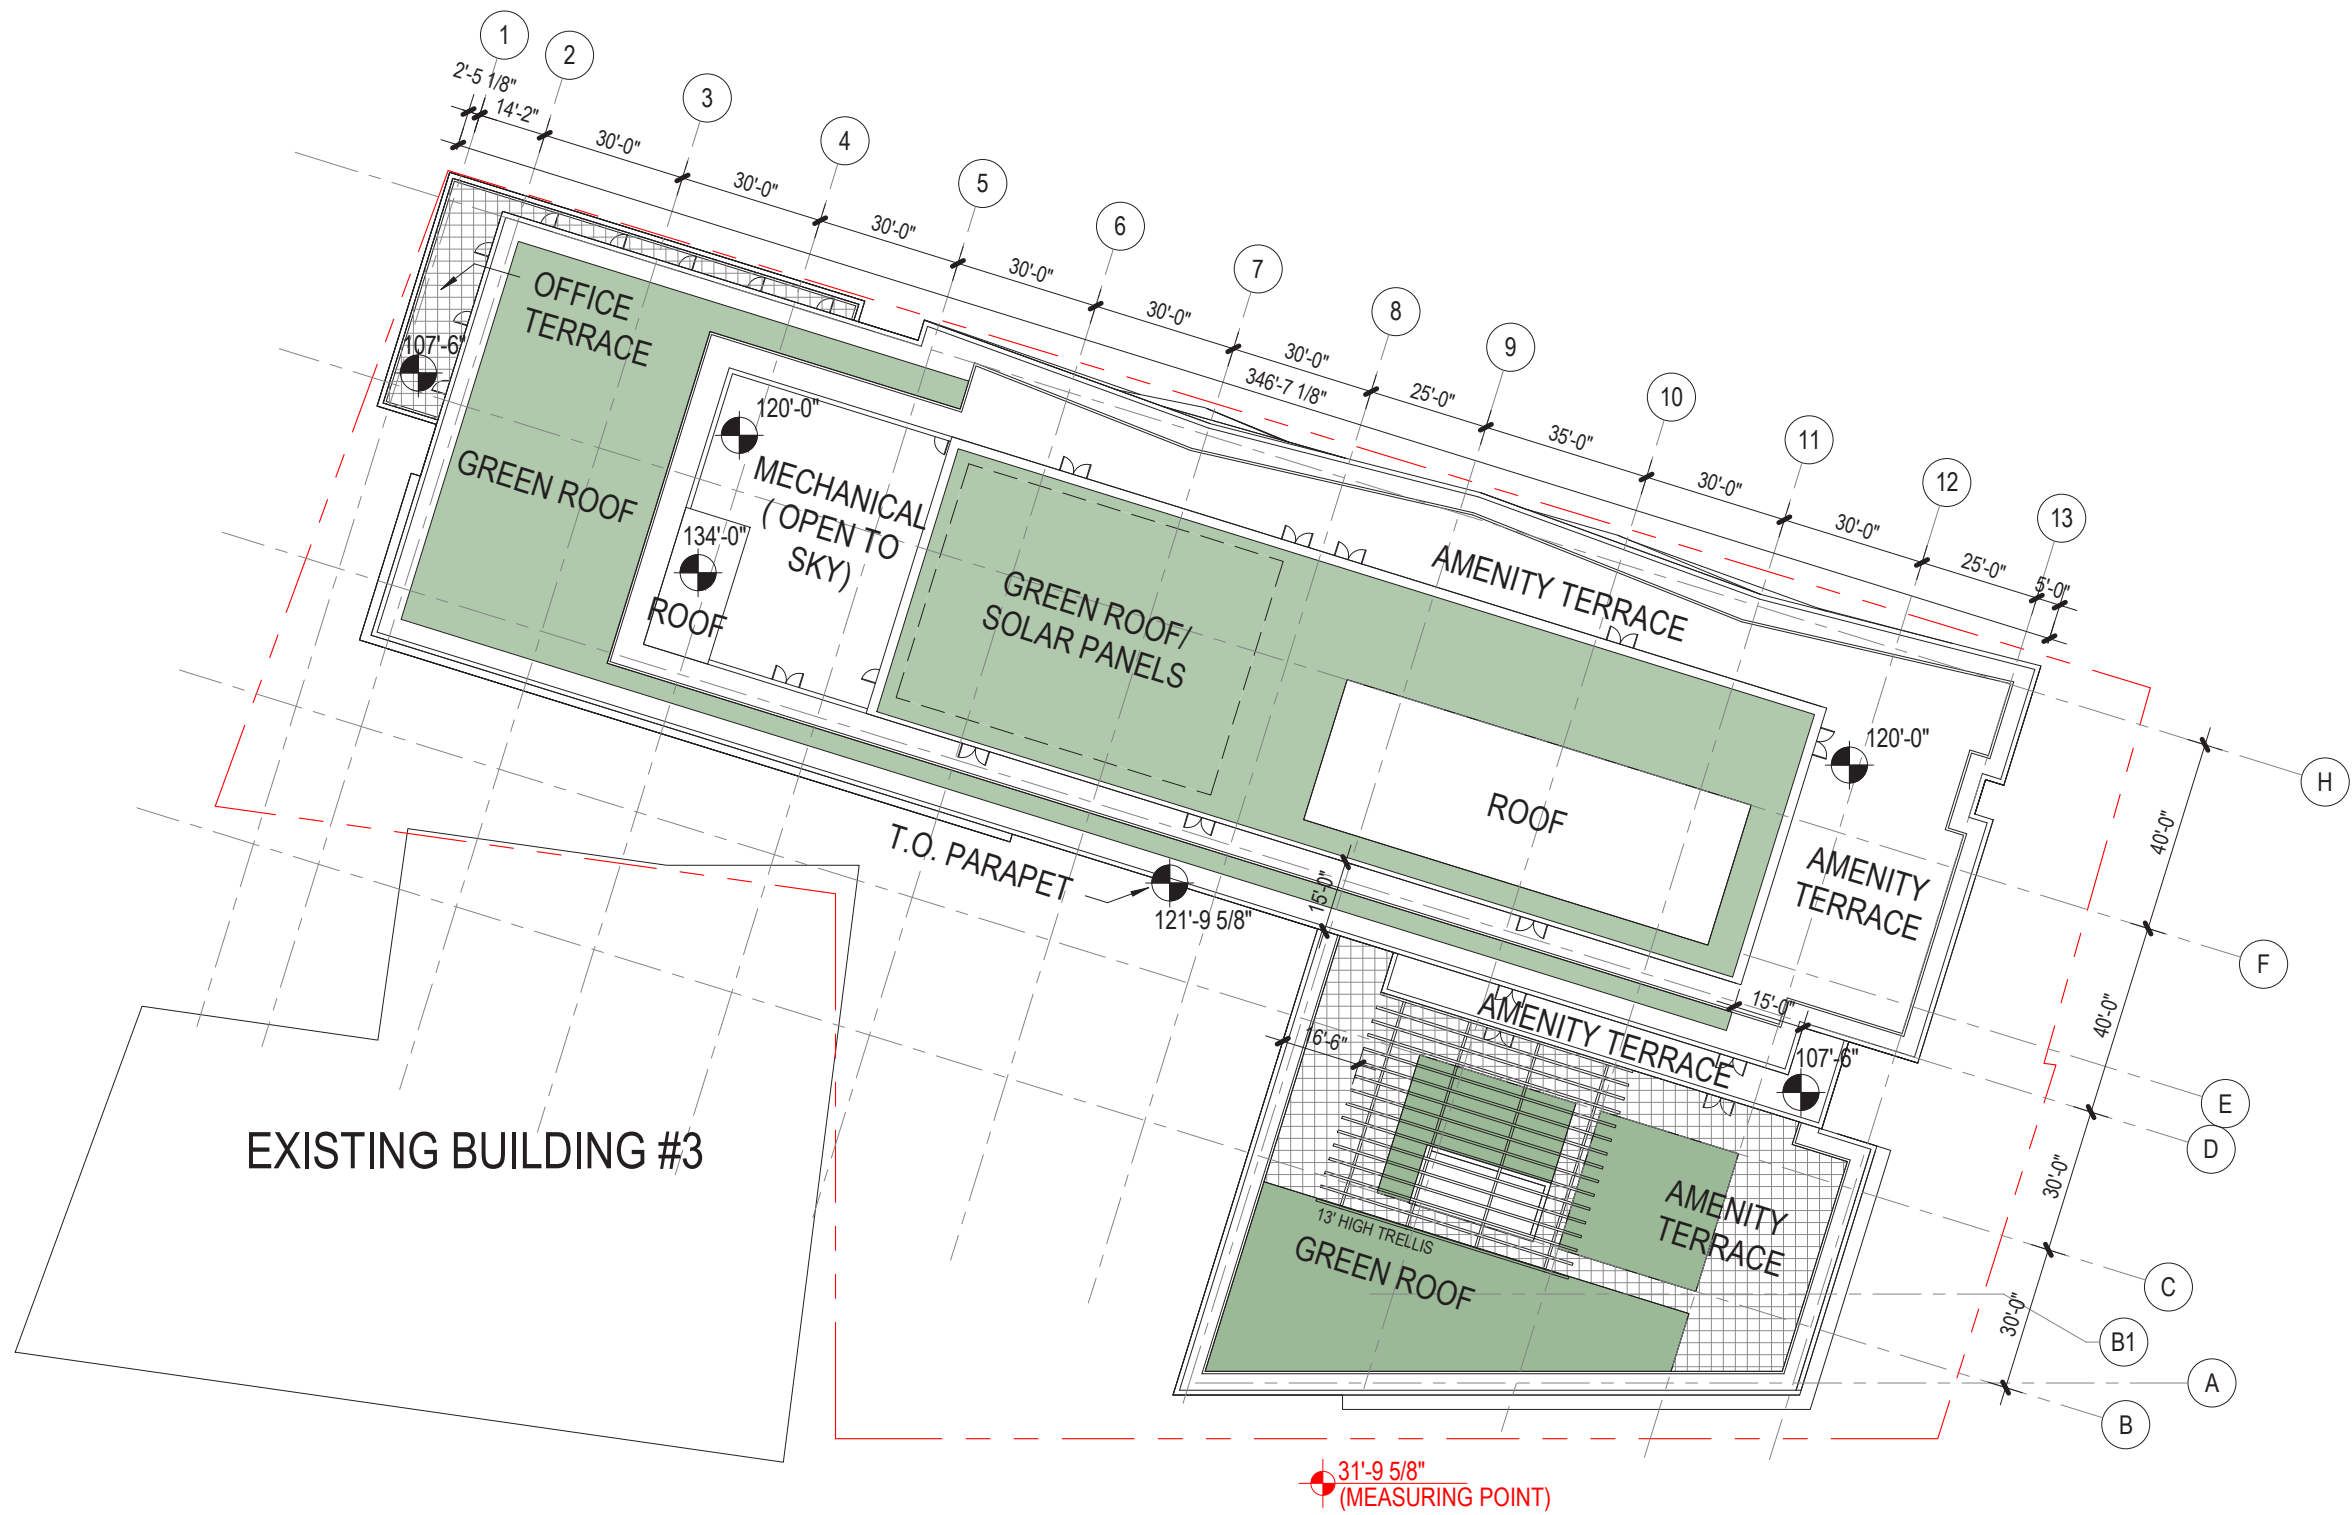 1
2
3
4
5
6
7
8
9
10
11
12
13
2'-5 1/8"
14'-2"
30'-0"
30'-0"
30'-0"
30'-0"
30'-0"
30'-0"
25'-0"
35'-0"
30'-0"
30'-0"
25'-0"
5'-0"
346'-7 1/8"
OFFICE
TERRACE
107'-6"
GREEN ROOF
120'-0"
MECHANICAL
( OPEN TO
SKY)
134'-0"
ROOF
GREEN ROOF/
SOLAR PANELS
AMENITY TERRACE
120'-0"
ROOF
AMENITY
TERRACE
T.O. PARAPET
121'-9 5/8"
15'-0"
15'-0"
16'-6"
AMENITY TERRACE
107'-6"
AMENITY
TERRACE
13' HIGH TRELLIS
GREEN ROOF
EXISTING BUILDING #3
H
40'-0"
F
40'-0"
E
D
30'-0"
C
30'-0"
B1
A
B
31'-9 5/8"
(MEASURING POINT)